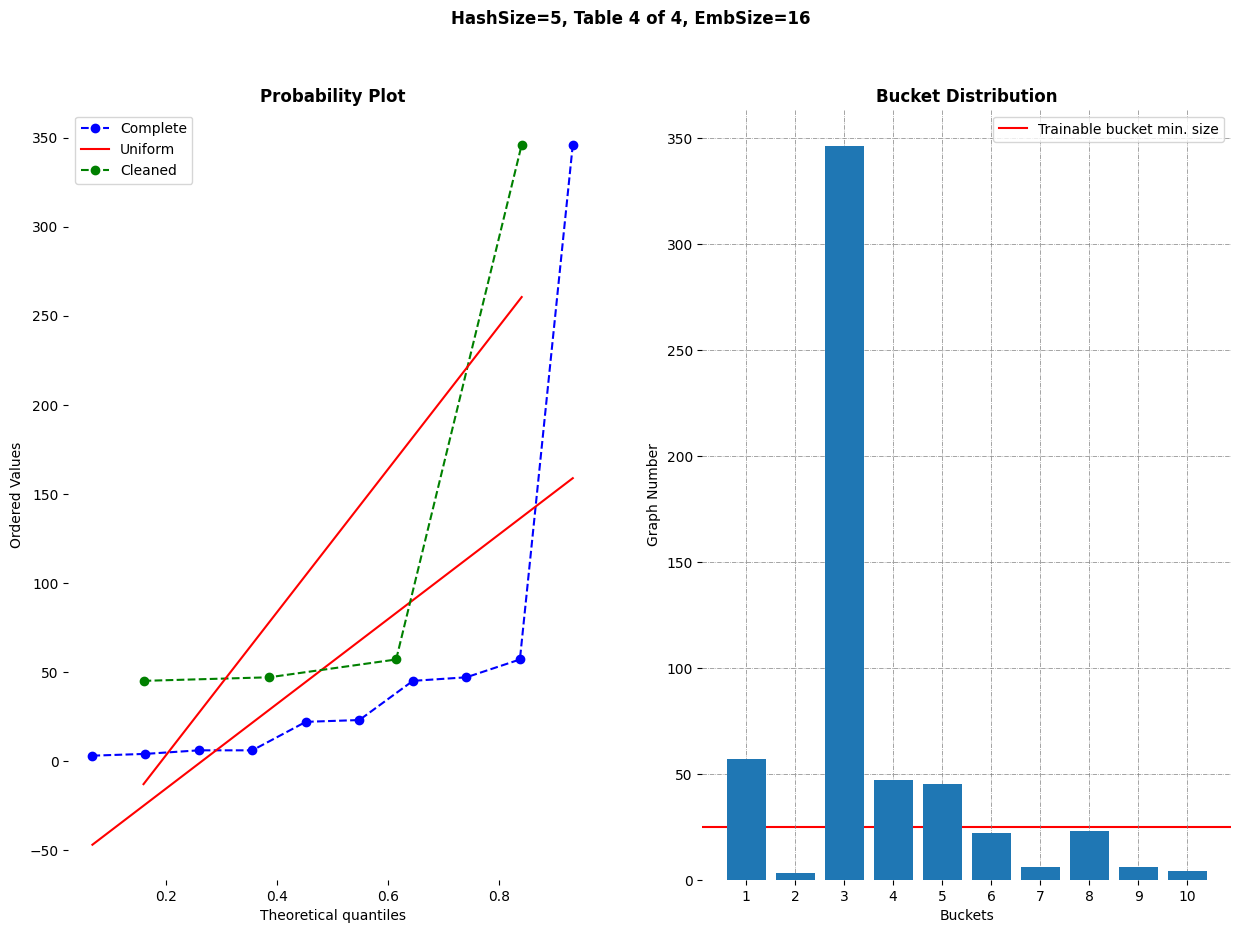 HashSize=5, Table 4 of 4, EmbSize=16
Probability Plot
Complete
Uniform
Cleaned
350
300
250
200
150
100
50
0
−50
Ordered Values
0.2 0.4 0.6 0.8
Theoretical quantiles
Bucket Distribution
Trainable bucket min. size
350
300
250
200
150
100
50
0
Graph Number
1 2 3 4 5 6 7 8 9 10
Buckets